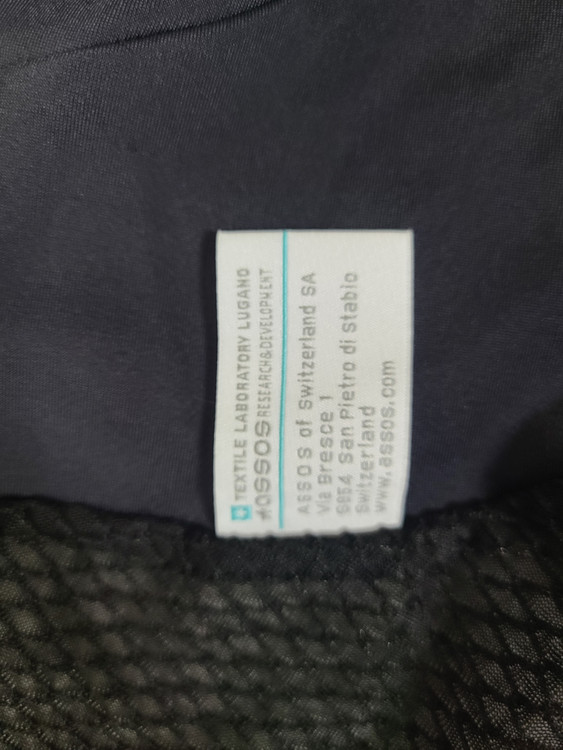 TEXTILE LABORATORY LUGANO
#ASSOS RESEARCH&DEVELOPMENT
ASSOS of Switzerland SA
Via Bresce 1
6854 San Pietro di Stabio
Switzerland
www.assos.com